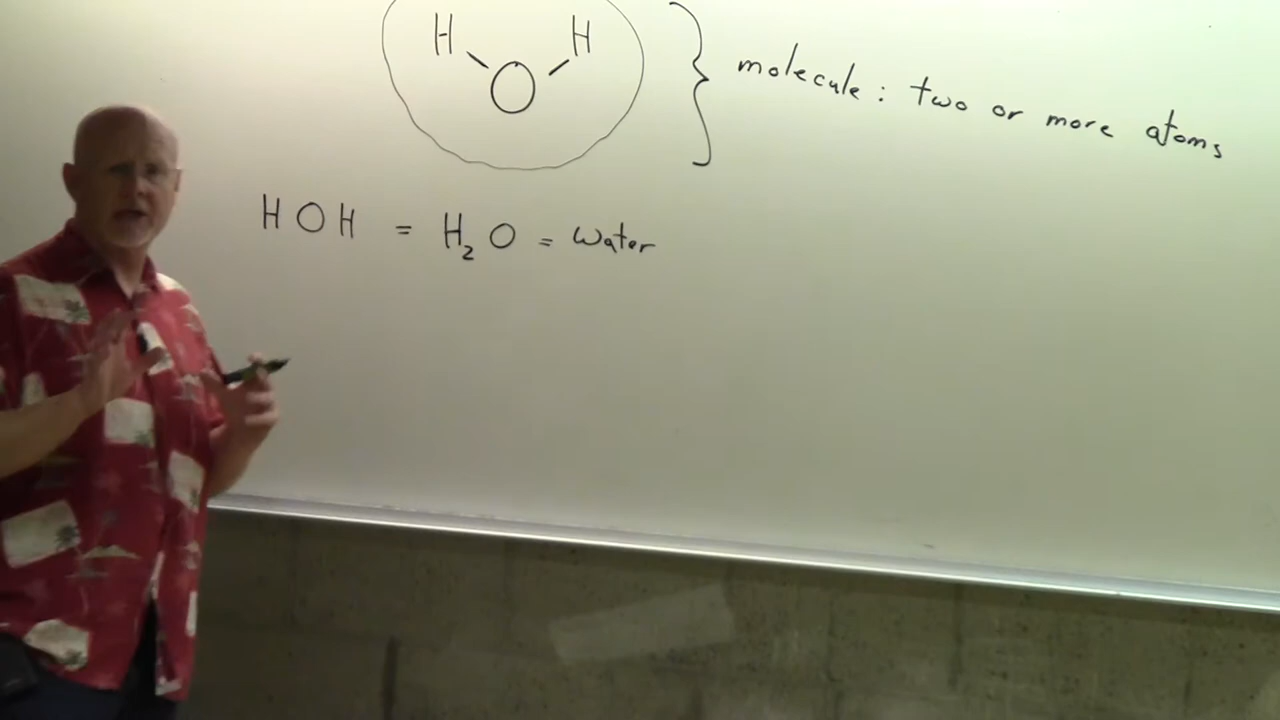 H H
O
molecule: two or more atoms
HOH = H₂O = water